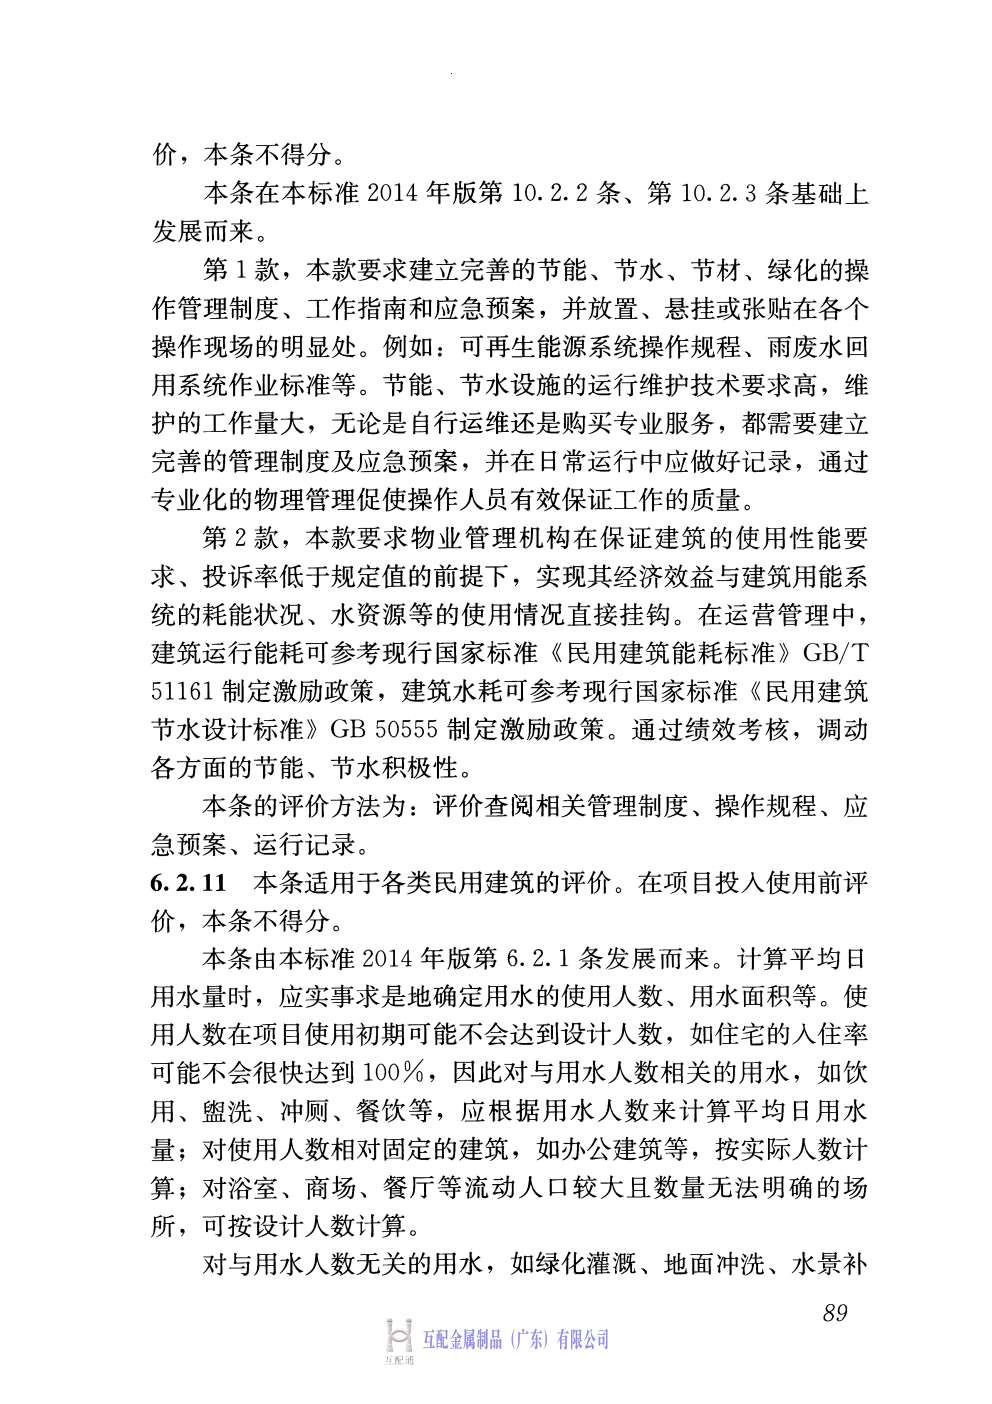 价，本条不得分。
本条在本标准 2014 年版第 10.2.2 条、第 10.2.3 条基础上
发展而来。
第 1 款，本款要求建立完善的节能、节水、节材、绿化的操
作管理制度、工作指南和应急预案，并放置、悬挂或张贴在各个
操作现场的明显处。例如：可再生能源系统操作规程、雨废水回
用系统作业标准等。节能、节水设施的运行维护技术要求高，维
护的工作量大，无论是自行运维还是购买专业服务，都需要建立
完善的管理制度及应急预案，并在日常运行中应做好记录，通过
专业化的物理管理促使操作人员有效保证工作的质量。
第 2 款，本款要求物业管理机构在保证建筑的使用性能要
求、投诉率低于规定值的前提下，实现其经济效益与建筑用能系
统的耗能状况、水资源等的使用情况直接挂钩。在运营管理中，
建筑运行能耗可参考现行国家标准《民用建筑能耗标准》GB/T
51161 制定激励政策，建筑水耗可参考现行国家标准《民用建筑
节水设计标准》GB 50555 制定激励政策。通过绩效考核，调动
各方面的节能、节水积极性。
本条的评价方法为：评价查阅相关管理制度、操作规程、应
急预案、运行记录。
6.2.11 本条适用于各类民用建筑的评价。在项目投入使用前评
价，本条不得分。
本条由本标准 2014 年版第 6.2.1 条发展而来。计算平均日
用水量时，应实事求是地确定用水的使用人数、用水面积等。使
用人数在项目使用初期可能不会达到设计人数，如住宅的入住率
可能不会很快达到 100%，因此对与用水人数相关的用水，如饮
用、盥洗、冲厕、餐饮等，应根据用水人数来计算平均日用水
量；对使用人数相对固定的建筑，如办公建筑等，按实际人数计
算；对浴室、商场、餐厅等流动人口较大且数量无法明确的场
所，可按设计人数计算。
对与用水人数无关的用水，如绿化灌溉、地面冲洗、水景补
89
互配金属制品（广东）有限公司
互配通